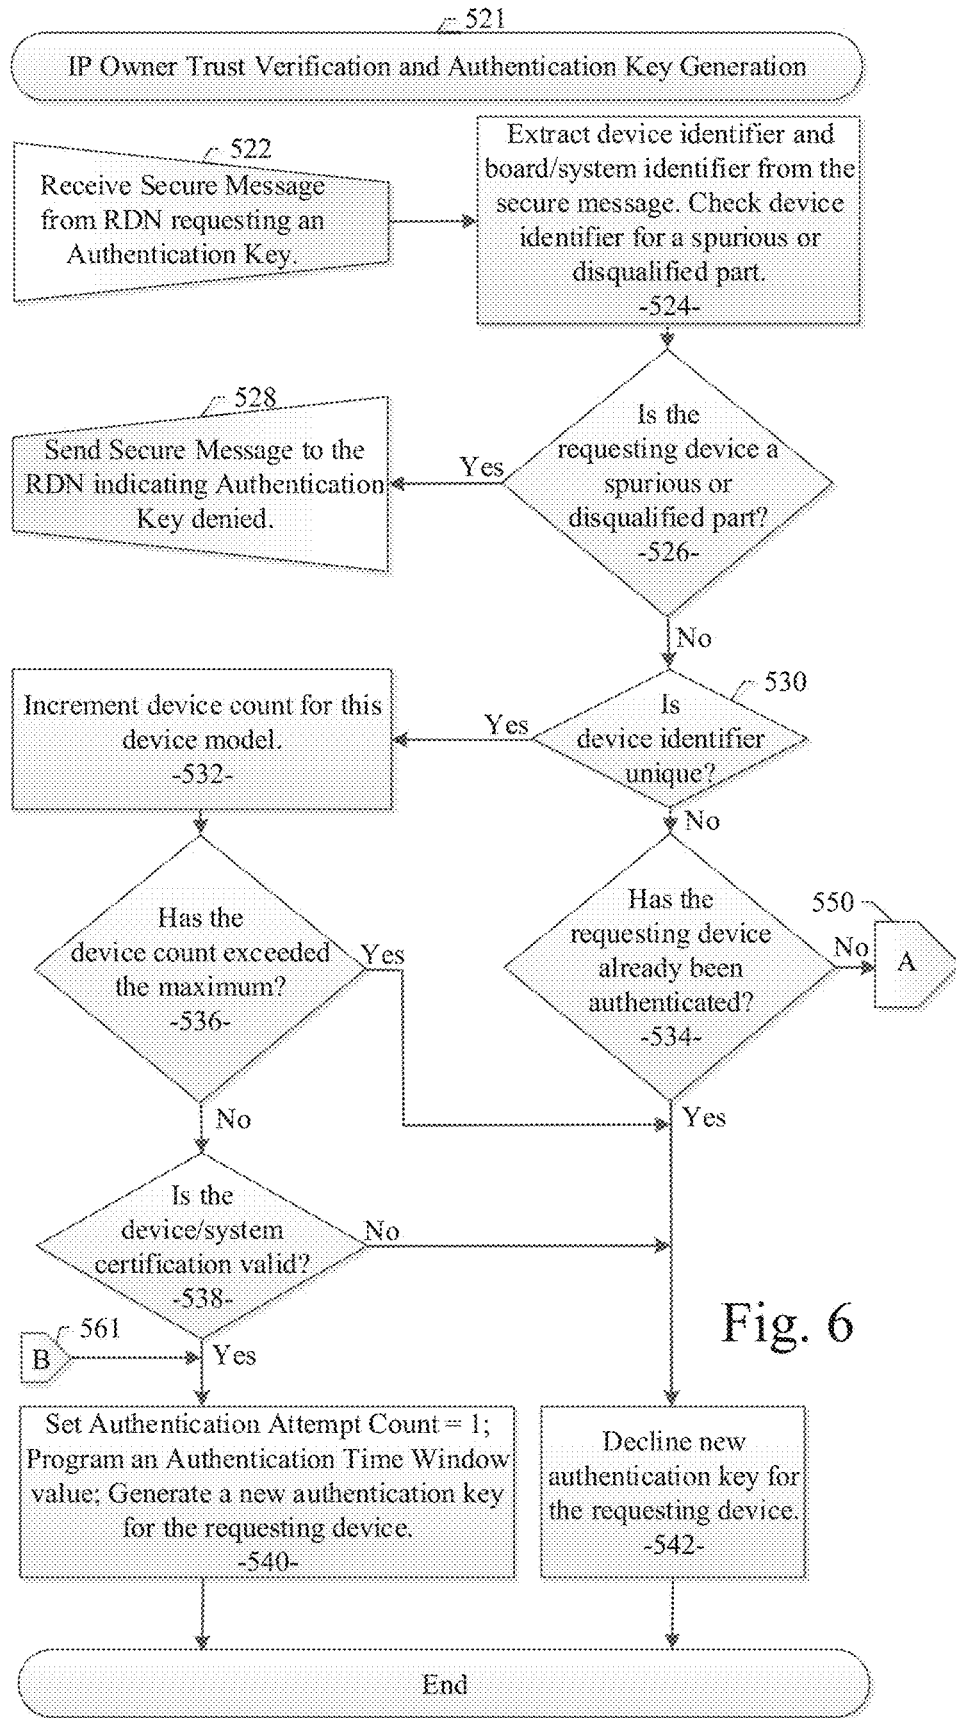 521
IP Owner Trust Verification and Authentication Key Generation
522
Receive Secure Message
from RDN requesting an
Authentication Key.
Extract device identifier and
board/system identifier from the
secure message. Check device
identifier for a spurious or
disqualified part.
-524-
Is the
requesting device a
spurious or
disqualified part?
-526-
Yes
528
Send Secure Message to the
RDN indicating Authentication
Key denied.
No
530
Is
device identifier
unique?
Yes
Increment device count for this
device model.
-532-
No
Has the
requesting device
already been
authenticated?
-534-
No
550
A
Has the
device count exceeded
the maximum?
-536-
Yes
Yes
No
Is the
device/system
certification valid?
-538-
No
Fig. 6
561
B
Yes
Set Authentication Attempt Count = 1;
Program an Authentication Time Window
value; Generate a new authentication key
for the requesting device.
-540-
Decline new
authentication key for
the requesting device.
-542-
End